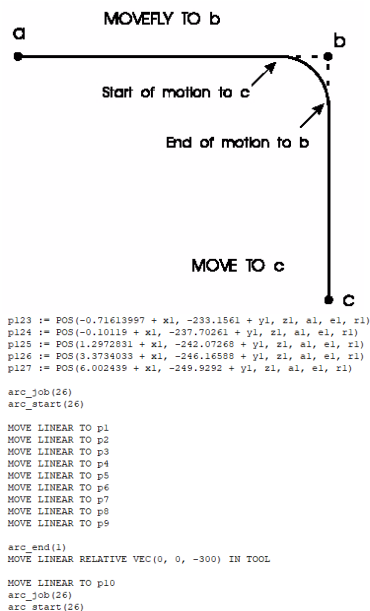 MOVEFLY TO b
a
b
Start of motion to c
End of motion to b
MOVE TO c
c
p123 := POS(-0.71613997 + x1, -233.1561 + y1, z1, a1, e1, r1)
p124 := POS(-0.10119 + x1, -237.70261 + y1, z1, a1, e1, r1)
p125 := POS(1.2972831 + x1, -242.07268 + y1, z1, a1, e1, r1)
p126 := POS(3.3734033 + x1, -246.16588 + y1, z1, a1, e1, r1)
p127 := POS(6.002439 + x1, -249.9292 + y1, z1, a1, e1, r1)
arc_job(26)
arc_start(26)
MOVE LINEAR TO p1
MOVE LINEAR TO p2
MOVE LINEAR TO p3
MOVE LINEAR TO p4
MOVE LINEAR TO p5
MOVE LINEAR TO p6
MOVE LINEAR TO p7
MOVE LINEAR TO p8
MOVE LINEAR TO p9
arc_end(1)
MOVE LINEAR RELATIVE VEC(0, 0, -300) IN TOOL
MOVE LINEAR TO p10
arc_job(26)
arc_start(26)